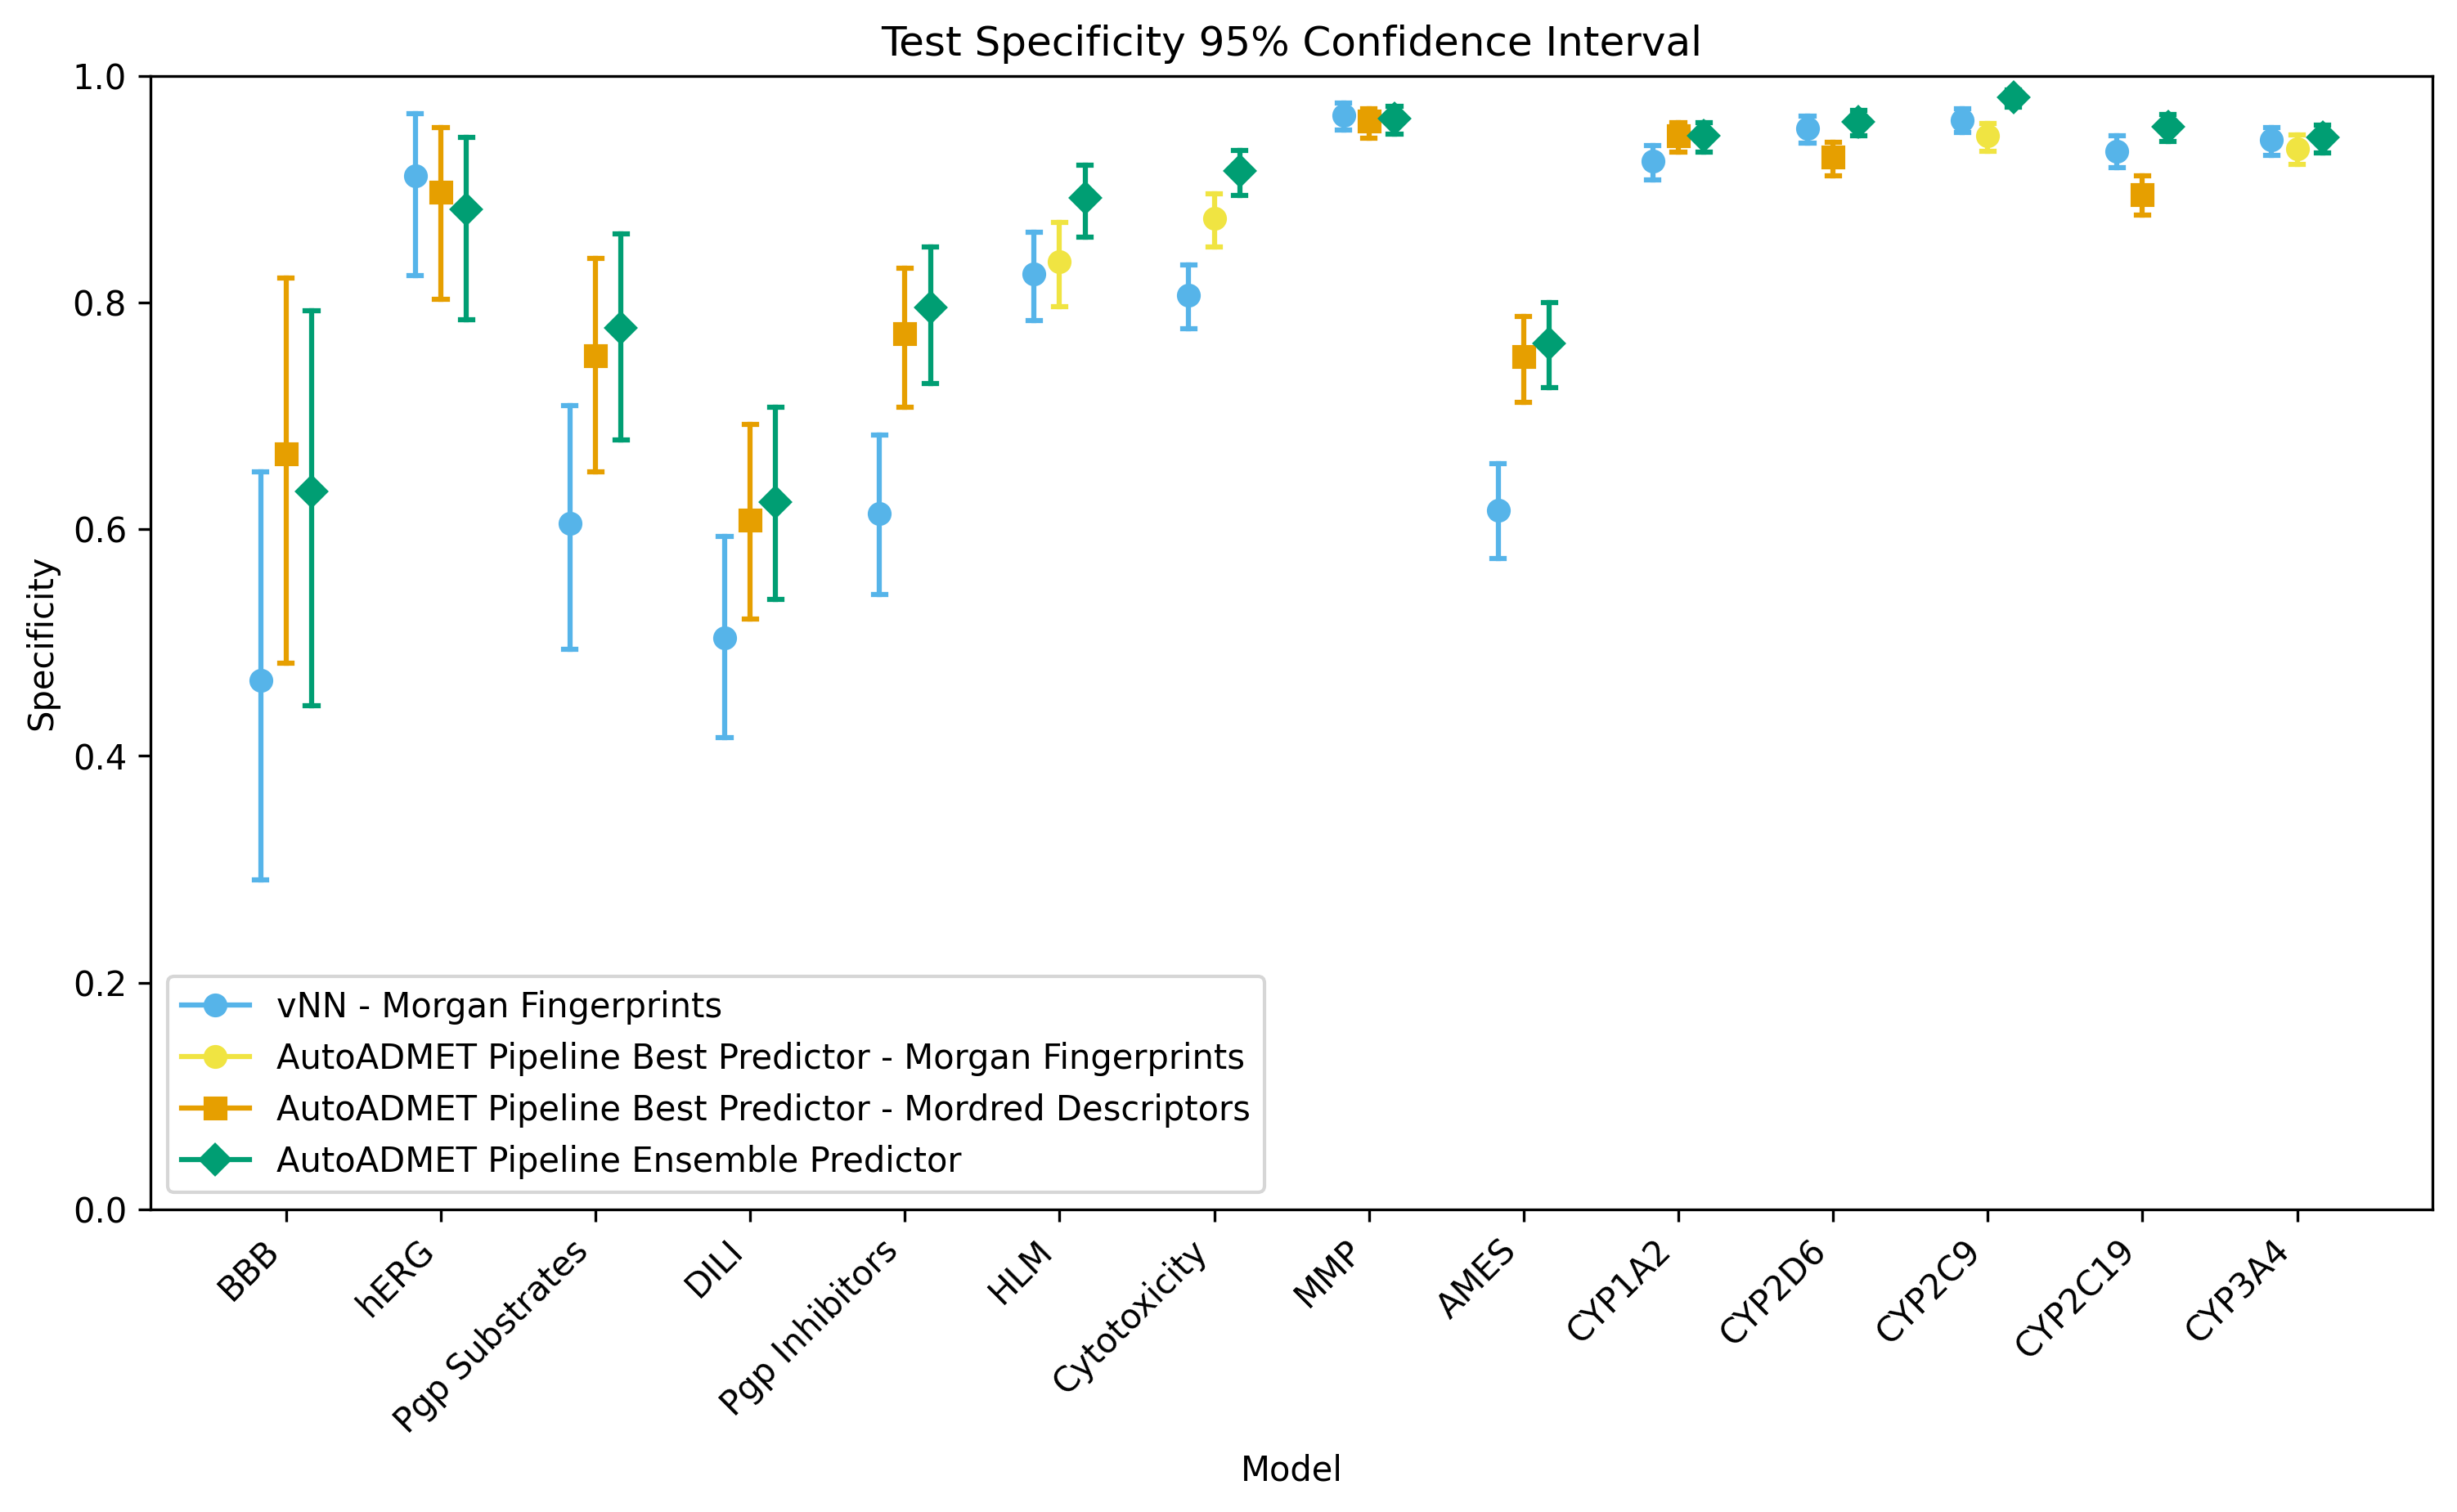 Test Specificity 95% Confidence Interval
1.0
0.8
0.6
0.4
0.2
0.0
Specificity
vNN - Morgan Fingerprints
AutoADMET Pipeline Best Predictor - Morgan Fingerprints
AutoADMET Pipeline Best Predictor - Mordred Descriptors
AutoADMET Pipeline Ensemble Predictor
BBB
hERG
Pgp Substrates
DILI
Pgp Inhibitors
HLM
Cytotoxicity
MMP
AMES
CYP1A2
CYP2D6
CYP2C9
CYP2C19
CYP3A4
Model